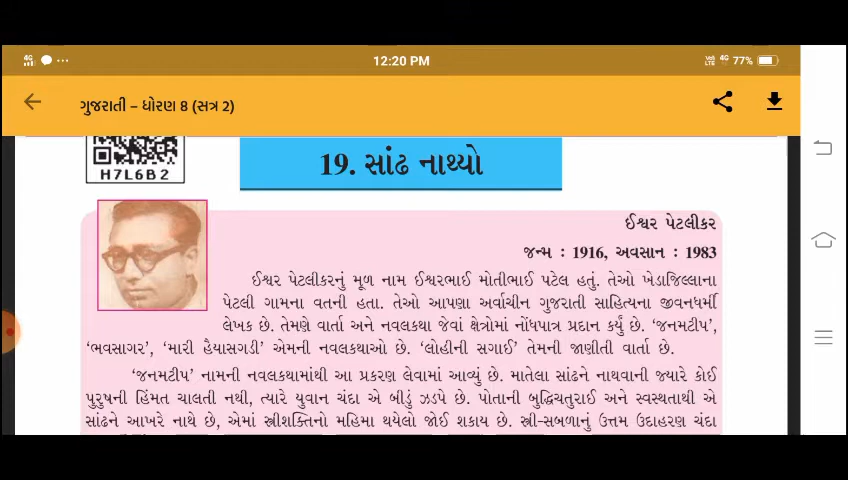 4G ...
12:20 PM
Vo LTE 4G 77%
ગુજરાતી – ધોરણ 8 (સત્ર 2)
H7L6B2
19. સાંઢ નાથ્યો
ઈશ્વર પેટલીકર
જન્મ : 1916, અવસાન : 1983
ઈશ્વર પેટલીકરનું મૂળ નામ ઈશ્વરભાઈ મોતીભાઈ પટેલ હતું. તેઓ ખેડાજિલ્લાના
પેટલી ગામના વતની હતા. તેઓ આપણા અર્વાચીન ગુજરાતી સાહિત્યના જીવનધર્મી
લેખક છે. તેમણે વાર્તા અને નવલકથા જેવાં ક્ષેત્રોમાં નોંધપાત્ર પ્રદાન કર્યું છે. ‘જનમટીપ’,
‘ભવસાગર’, ‘મારી હૈયાસગડી’ એમની નવલકથાઓ છે. ‘લોહીની સગાઈ’ તેમની જાણીતી વાર્તા છે.
‘જનમટીપ’ નામની નવલકથામાંથી આ પ્રકરણ લેવામાં આવ્યું છે. માતેલા સાંઢને નાથવાની જ્યારે કોઈ
પુરુષની હિંમત ચાલતી નથી, ત્યારે યુવાન ચંદા એ બીડું ઝડપે છે. પોતાની બુદ્ધિચતુરાઈ અને સ્વસ્થતાથી એ
સાંઢને આખરે નાથે છે, એમાં સ્ત્રીશક્તિનો મહિમા થયેલો જોઈ શકાય છે. સ્ત્રી-સબળાનું ઉત્તમ ઉદાહરણ ચંદા